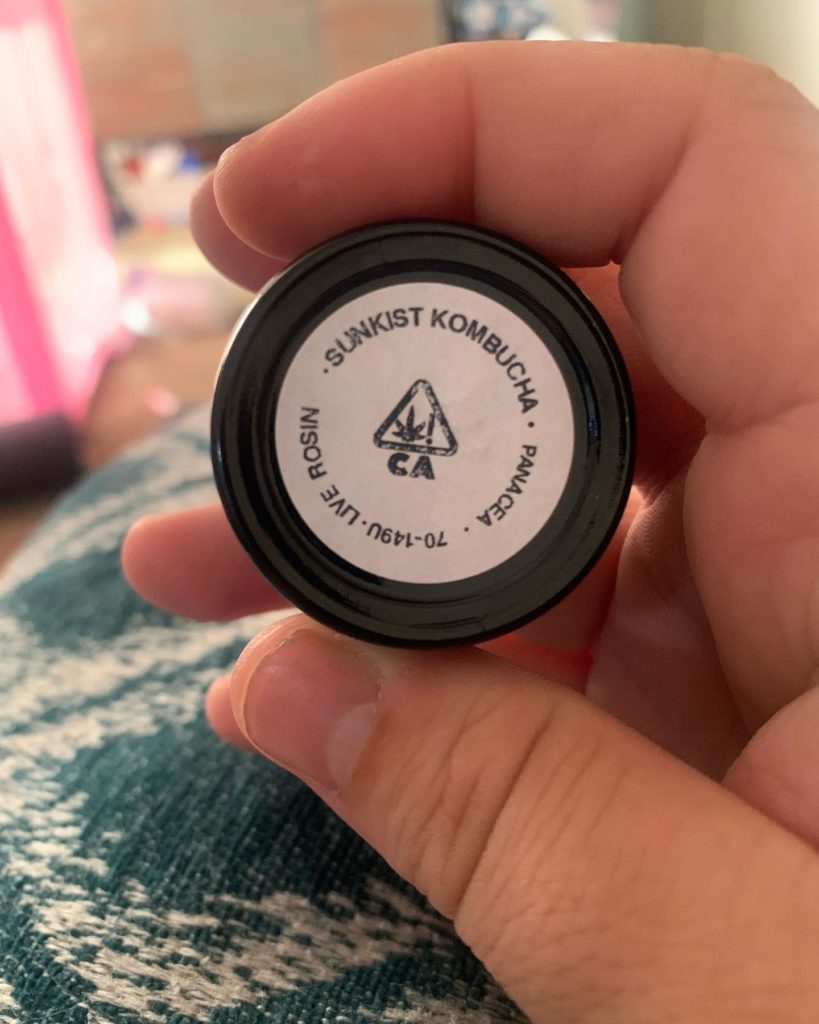 · SUNKIST KOMBUCHA · PANACEA · 70-149U · LIVE ROSIN
!
CA